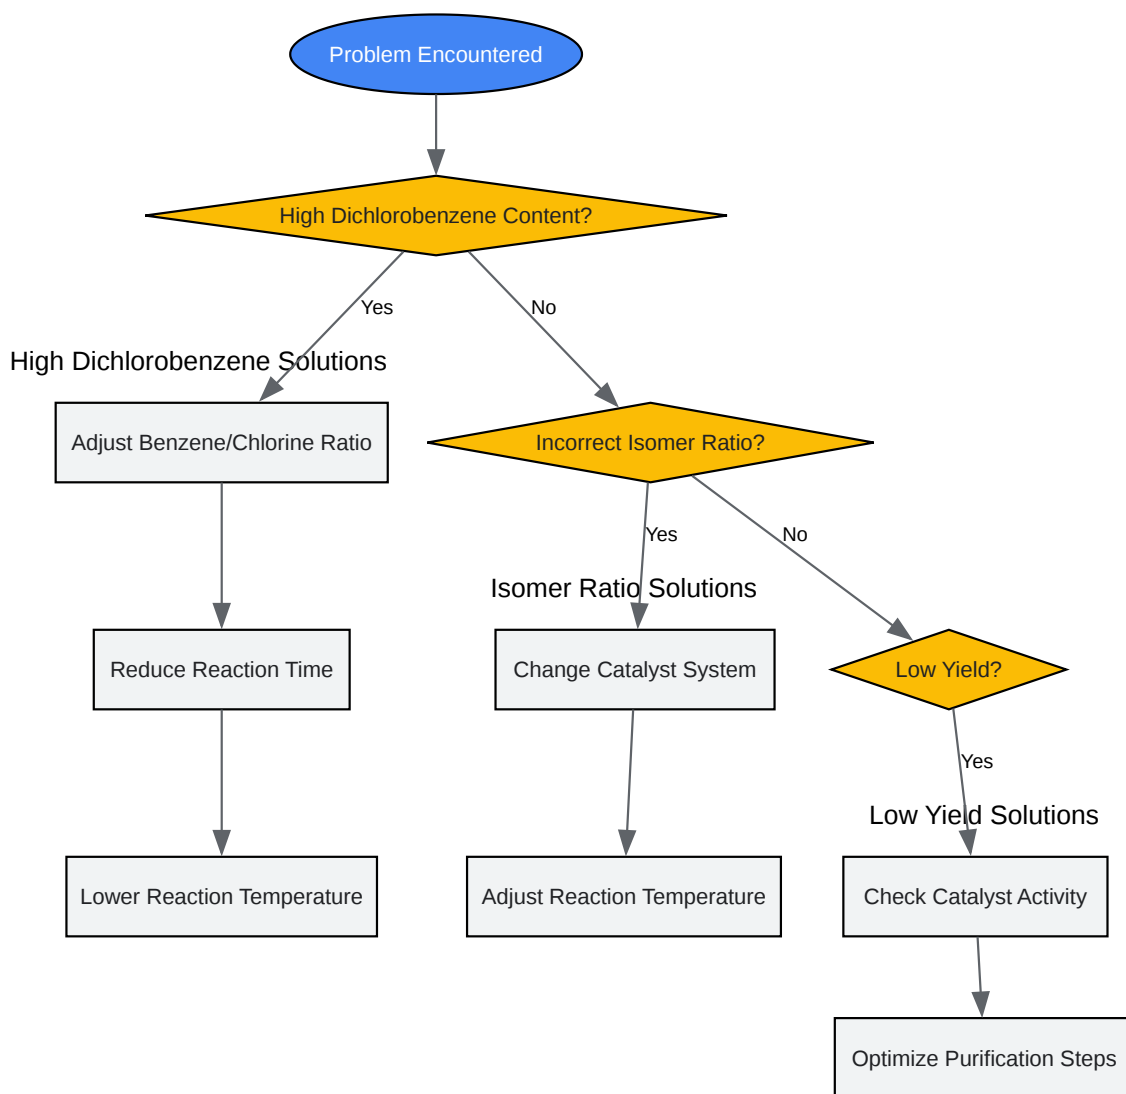 Problem Encountered
High Dichlorobenzene Content?
Yes
No
High Dichlorobenzene Solutions
Adjust Benzene/Chlorine Ratio
Incorrect Isomer Ratio?
Yes
No
Isomer Ratio Solutions
Reduce Reaction Time
Change Catalyst System
Low Yield?
Yes
Low Yield Solutions
Lower Reaction Temperature
Adjust Reaction Temperature
Check Catalyst Activity
Optimize Purification Steps